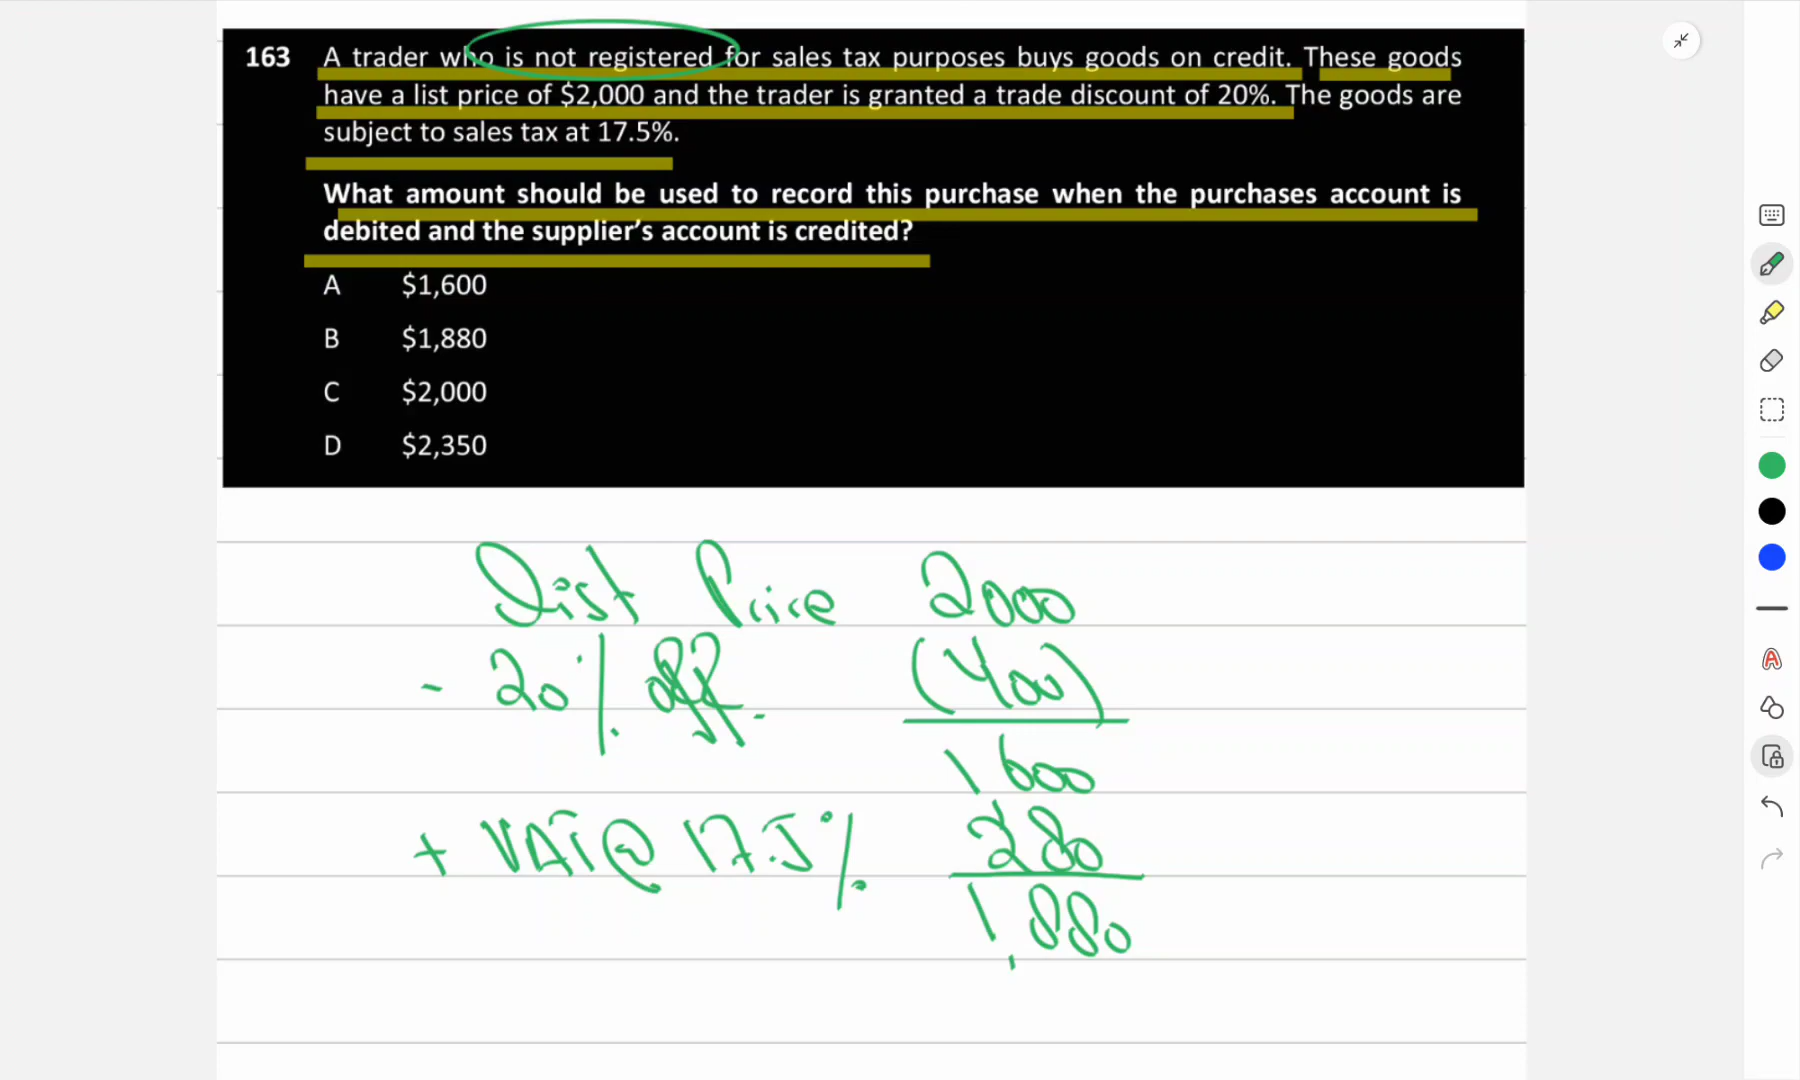 163 A trader who is not registered for sales tax purposes buys goods on credit. These goods
have a list price of $2,000 and the trader is granted a trade discount of 20%. The goods are
subject to sales tax at 17.5%.
What amount should be used to record this purchase when the purchases account is
debited and the supplier's account is credited?
A $1,600
B $1,880
C $2,000
D $2,350
List Price 2000
- 20% off. (400)
1600
+ VAT@ 17.5% 280
1,880